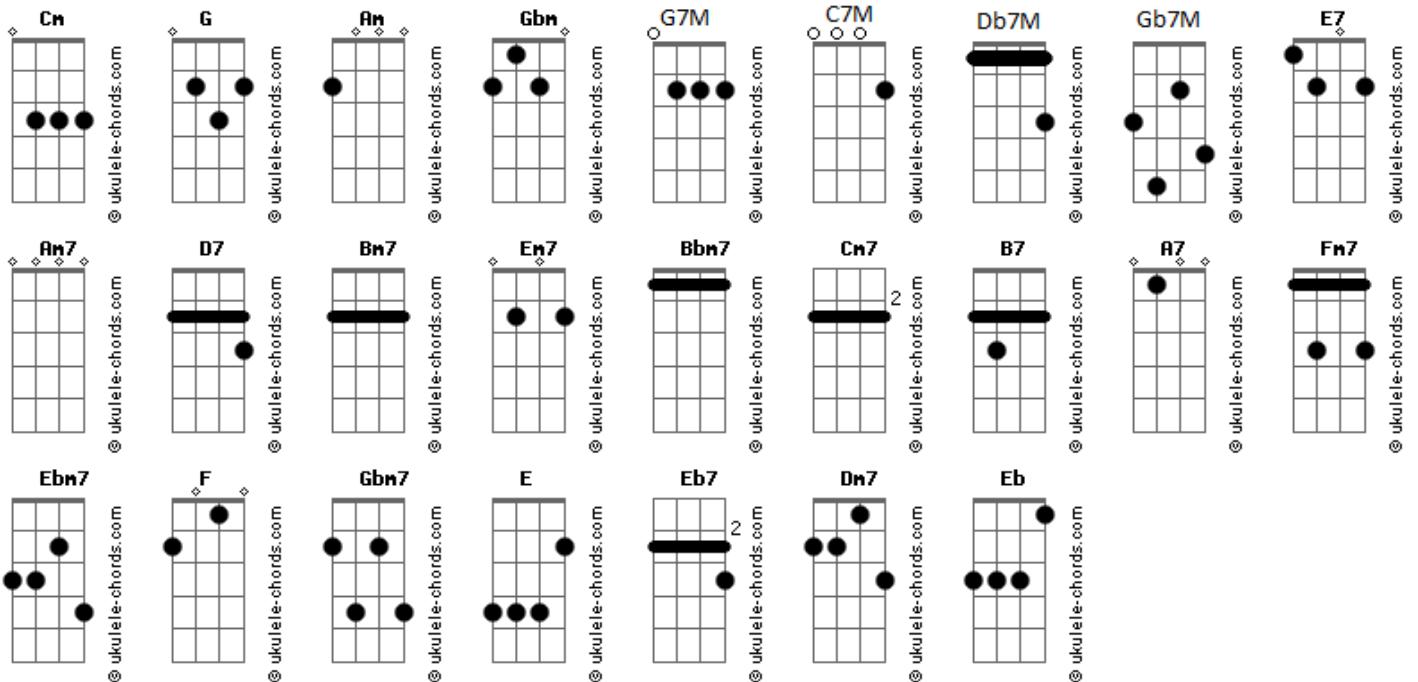 Cm G Am Gbm G7M C7M Db7M Gb7M E7
© ukulele-chords.com © ukulele-chords.com © ukulele-chords.com © ukulele-chords.com © ukulele-chords.com © ukulele-chords.com © ukulele-chords.com © ukulele-chords.com © ukulele-chords.com
Am7 D7 Bm7 Em7 Bbm7 Cm7 B7 A7 Fm7
2
© ukulele-chords.com © ukulele-chords.com © ukulele-chords.com © ukulele-chords.com © ukulele-chords.com © ukulele-chords.com © ukulele-chords.com © ukulele-chords.com © ukulele-chords.com
Ebm7 F Gbm7 E Eb7 Dm7 Eb
2
© ukulele-chords.com © ukulele-chords.com © ukulele-chords.com © ukulele-chords.com © ukulele-chords.com © ukulele-chords.com © ukulele-chords.com